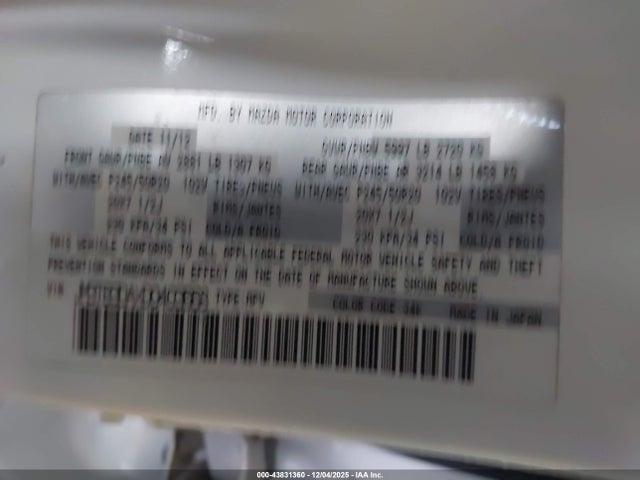 MFD. BY MAZDA MOTOR CORPORATION
DATE 11/12 GVWR/PNBV 5997 LB 2720 KG
FRONT GAWR/PNBE AV 2881 LB 1307 KG REAR GAWR/PNBE AR 3214 LB 1458 KG
WITH/AVEC P245/50R20 102V TIRES/PNEUS WITH/AVEC P245/50R20 102V TIRES/PNEUS
20X7 1/2J RIMS/JANTES 20X7 1/2J RIMS/JANTES
230 KPA/34 PSI COLD/A FROID 230 KPA/34 PSI COLD/A FROID
THIS VEHICLE CONFORMS TO ALL APPLICABLE FEDERAL MOTOR VEHICLE SAFETY AND THEFT
PREVENTION STANDARDS IN EFFECT ON THE DATE OF MANUFACTURE SHOWN ABOVE
VIN TYPE MPV COLOR CODE MADE IN JAPAN
000-43831360 - 12/04/2025 - IAA Inc.